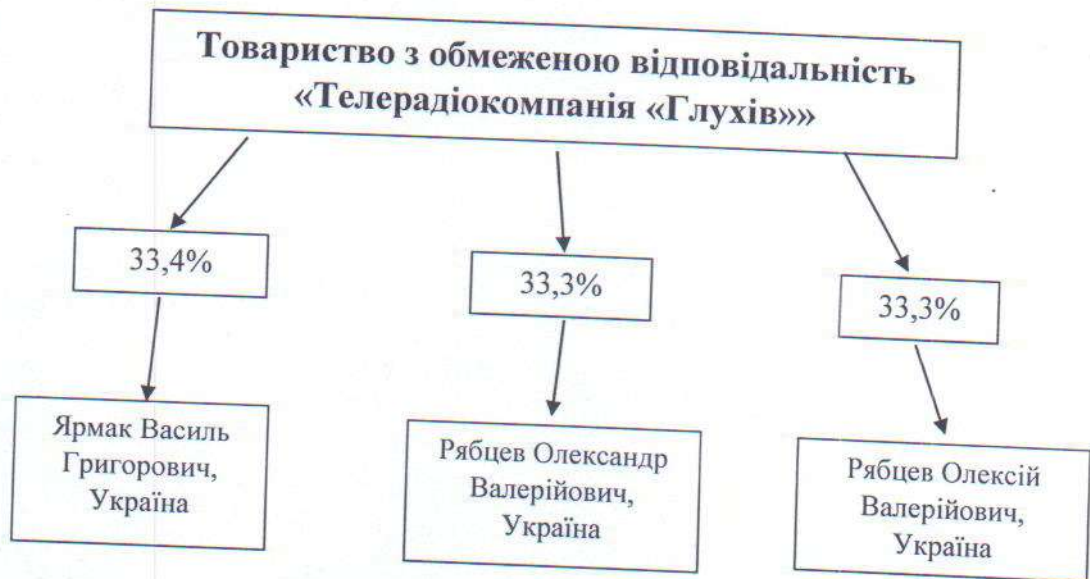 Товариство з обмеженою відповідальність
«Телерадіокомпанія «Глухів»»
33,4%
33,3%
33,3%
Ярмак Василь
Григорович,
Україна
Рябцев Олександр
Валерійович,
Україна
Рябцев Олексій
Валерійович,
Україна